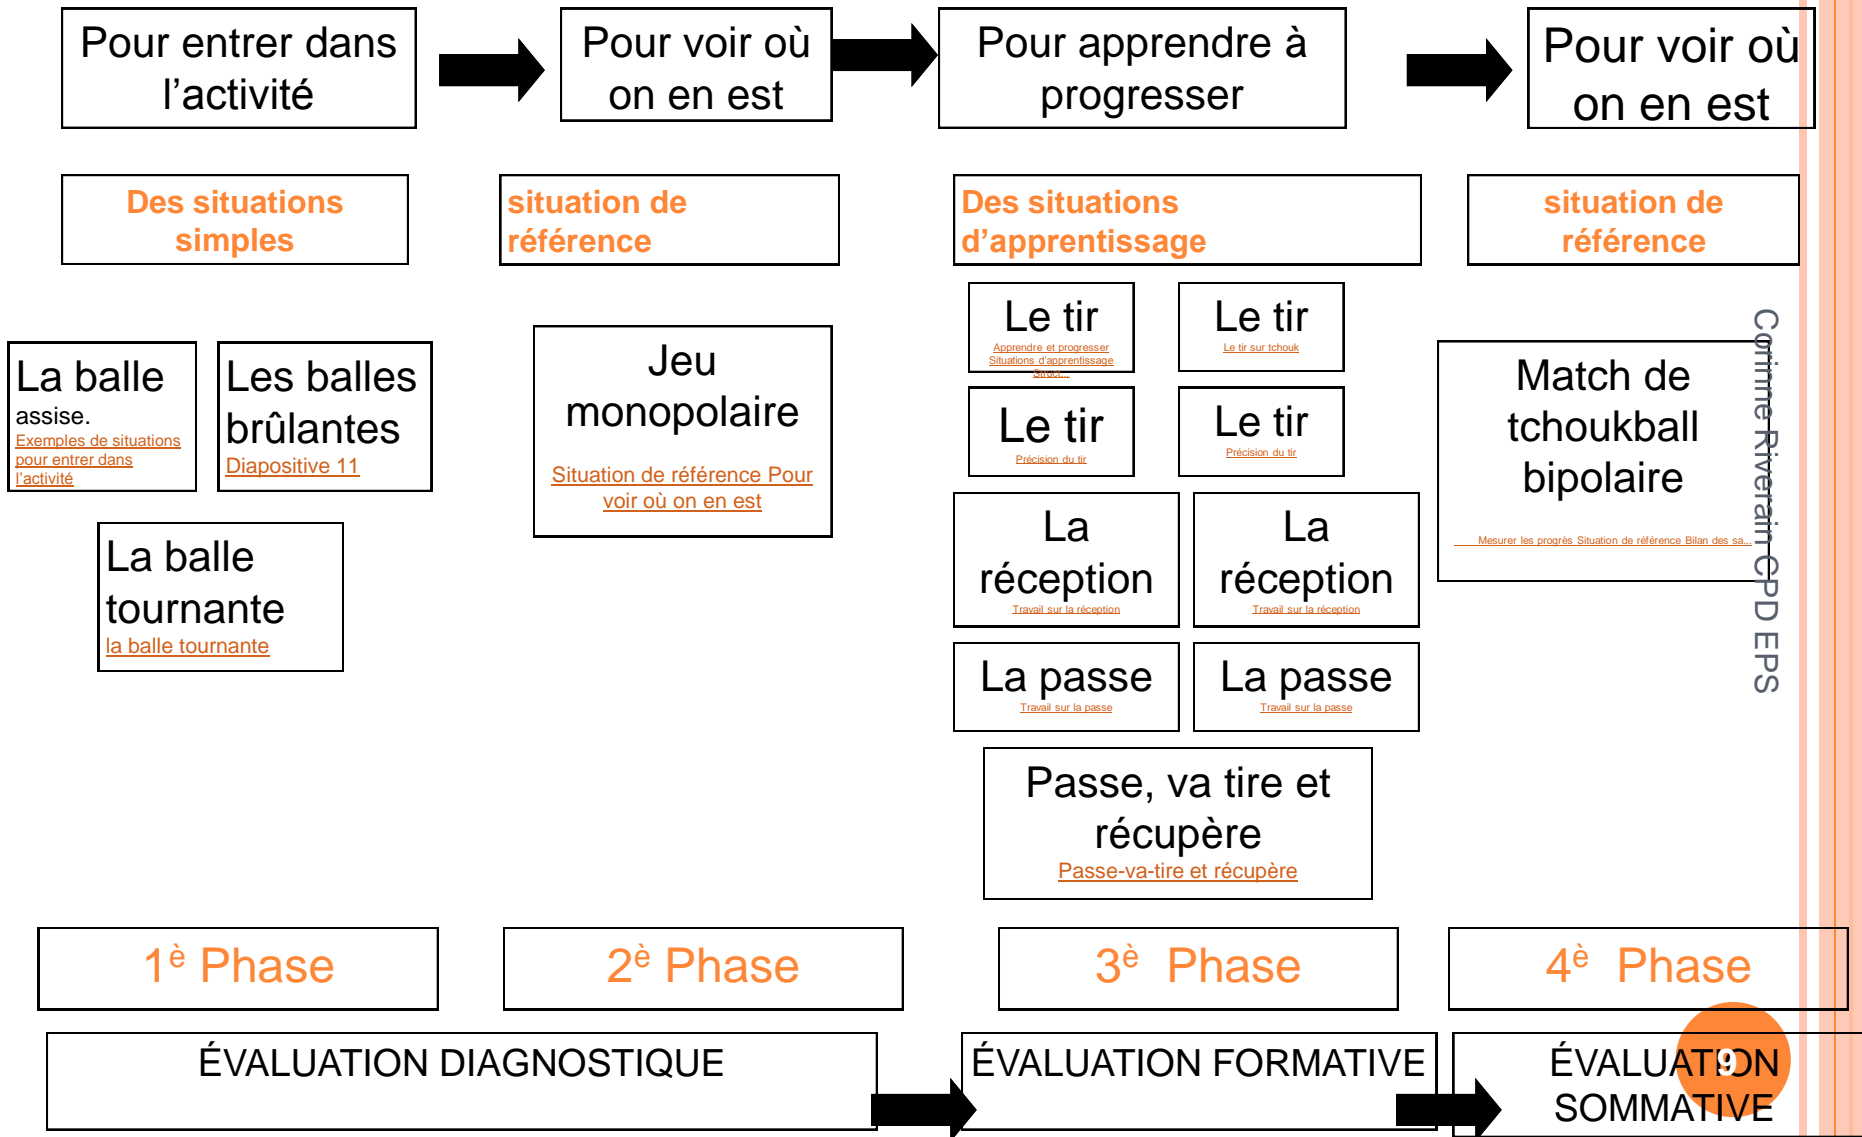 Pour entrer dans
l’activité
Pour voir où
on en est
Pour apprendre à
progresser
Pour voir où
on en est
Des situations
simples
situation de
référence
Des situations
d’apprentissage
situation de
référence
La balle
assise.
Exemples de situations
pour entrer dans
l’activité
Les balles
brûlantes
Diapositive 11
La balle
tournante
la balle tournante
Jeu
monopolaire
Situation de référence Pour
voir où on en est
Le tir
Apprendre et progresser
Situations d’apprentissage
Struct...
Le tir
Le tir sur tchouk
Le tir
Précision du tir
Le tir
Précision du tir
La
réception
Travail sur la réception
La
réception
Travail sur la réception
La passe
Travail sur la passe
La passe
Travail sur la passe
Passe, va tire et
récupère
Passe-va-tire et récupère
Match de
tchoukball
bipolaire
Mesurer les progrès Situation de référence Bilan des sa...
Corinne Riverain CPD EPS
1è Phase
2è Phase
3è Phase
4è Phase
ÉVALUATION DIAGNOSTIQUE
ÉVALUATION FORMATIVE
ÉVALUATION
SOMMATIVE
9